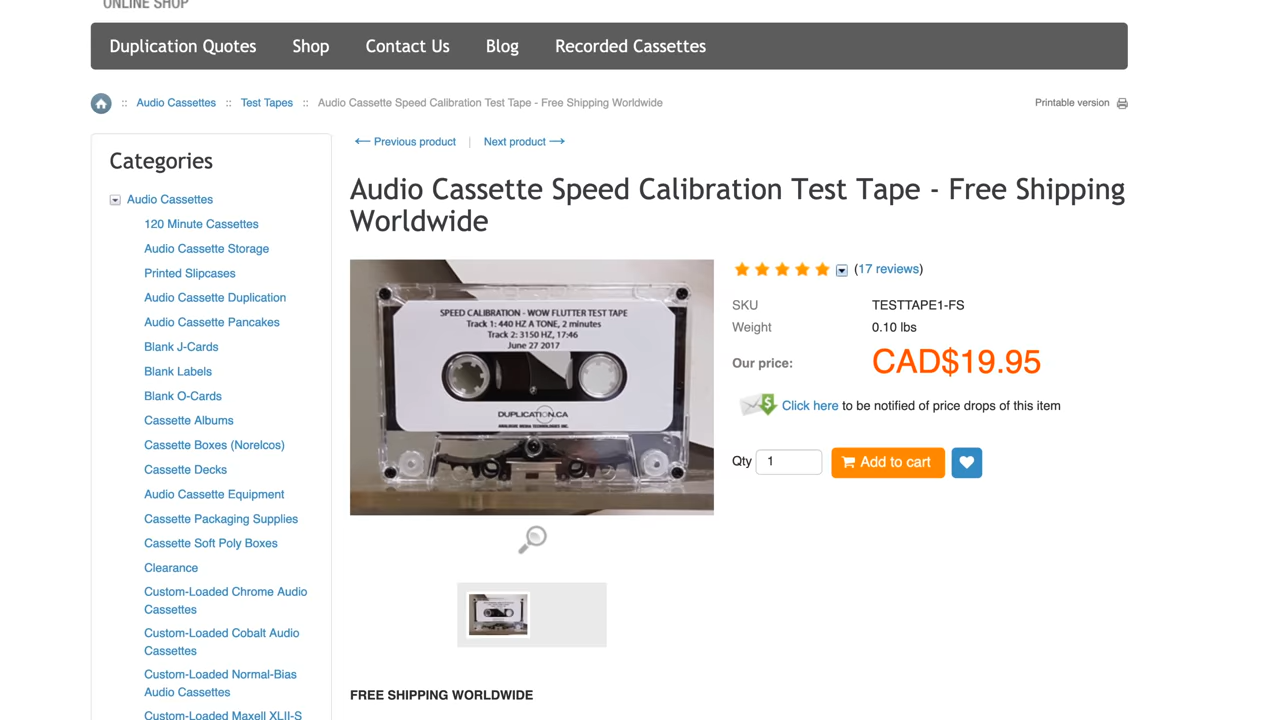 ONLINE SHOP
Duplication Quotes Shop Contact Us Blog Recorded Cassettes
:: Audio Cassettes :: Test Tapes :: Audio Cassette Speed Calibration Test Tape - Free Shipping Worldwide Printable version
Categories
Audio Cassettes
120 Minute Cassettes
Audio Cassette Storage
Printed Slipcases
Audio Cassette Duplication
Audio Cassette Pancakes
Blank J-Cards
Blank Labels
Blank O-Cards
Cassette Albums
Cassette Boxes (Norelcos)
Cassette Decks
Audio Cassette Equipment
Cassette Packaging Supplies
Cassette Soft Poly Boxes
Clearance
Custom-Loaded Chrome Audio
Cassettes
Custom-Loaded Cobalt Audio
Cassettes
Custom-Loaded Normal-Bias
Audio Cassettes
Custom-Loaded Maxell XLII-S
Previous product | Next product
Audio Cassette Speed Calibration Test Tape - Free Shipping
Worldwide
SPEED CALIBRATION - WOW FLUTTER TEST TAPE
Track 1: 440 HZ A TONE, 2 minutes
Track 2: 3150 HZ, 17:46
June 27 2017
DUPLICATION.CA
ANALOGUE MEDIA TECHNOLOGIES INC.
(17 reviews)
SKU TESTTAPE1-FS
Weight 0.10 lbs
Our price: CAD$19.95
$ Click here to be notified of price drops of this item
Qty 1 Add to cart
FREE SHIPPING WORLDWIDE